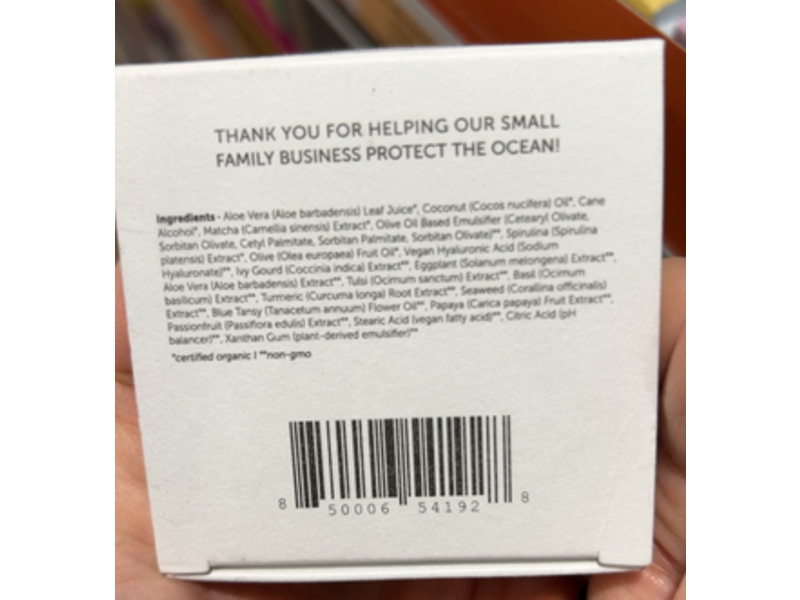 THANK YOU FOR HELPING OUR SMALL
FAMILY BUSINESS PROTECT THE OCEAN!
Ingredients - Aloe Vera (Aloe barbadensis) Leaf Juice*, Coconut (Cocos nucifera) Oil*, Cane
Alcohol*, Matcha (Camellia sinensis) Extract*, Olive Oil Based Emulsifier (Cetearyl Olivate,
Sorbitan Olivate, Cetyl Palmitate, Sorbitan Palmitate, Sorbitan Olivate)**, Spirulina (Spirulina
platensis) Extract*, Olive (Olea europaea) Fruit Oil*, Vegan Hyaluronic Acid (Sodium
Hyaluronate)**, Ivy Gourd (Coccinia indica) Extract**, Eggplant (Solanum melongena) Extract**,
Aloe Vera (Aloe barbadensis) Extract**, Tulsi (Ocimum sanctum) Extract**, Basil (Ocimum
basilicum) Extract**, Turmeric (Curcuma longa) Root Extract**, Seaweed (Corallina officinalis)
Extract**, Blue Tansy (Tanacetum annuum) Flower Oil**, Papaya (Carica papaya) Fruit Extract**,
Passionfruit (Passiflora edulis) Extract**, Stearic Acid (vegan fatty acid)**, Citric Acid (pH
balancer)**, Xanthan Gum (plant-derived emulsifier)**
*certified organic | **non-gmo
8 50006 54192 8